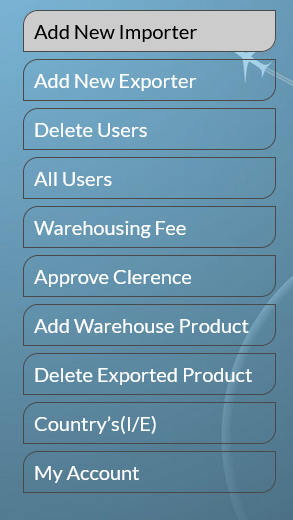 Add New Importer
Add New Exporter
Delete Users
All Users
Warehousing Fee
Approve Clerence
Add Warehouse Product
Delete Exported Product
Country's(I/E)
My Account